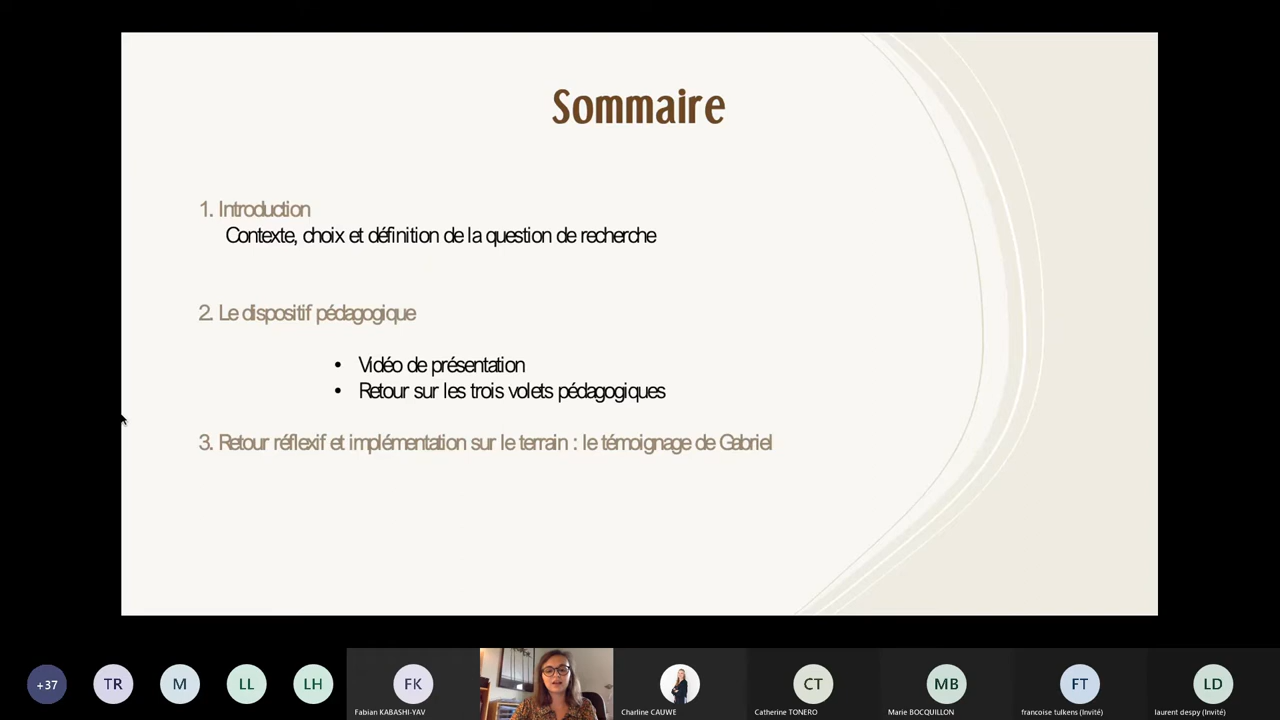 Sommaire
1. Introduction
Contexte, choix et définition de la question de recherche
2. Le dispositif pédagogique
• Vidéo de présentation
• Retour sur les trois volets pédagogiques
3. Retour réflexif et implémentation sur le terrain : le témoignage de Gabriel
+37
TR
M
LL
LH
FK
CT
MB
FT
LD
Fabian KABASHI-YAV
Charline CAUWE
Catherine TONERO
Marie BOCQUILLON
francoise tulkens (Invité)
laurent despy (Invité)